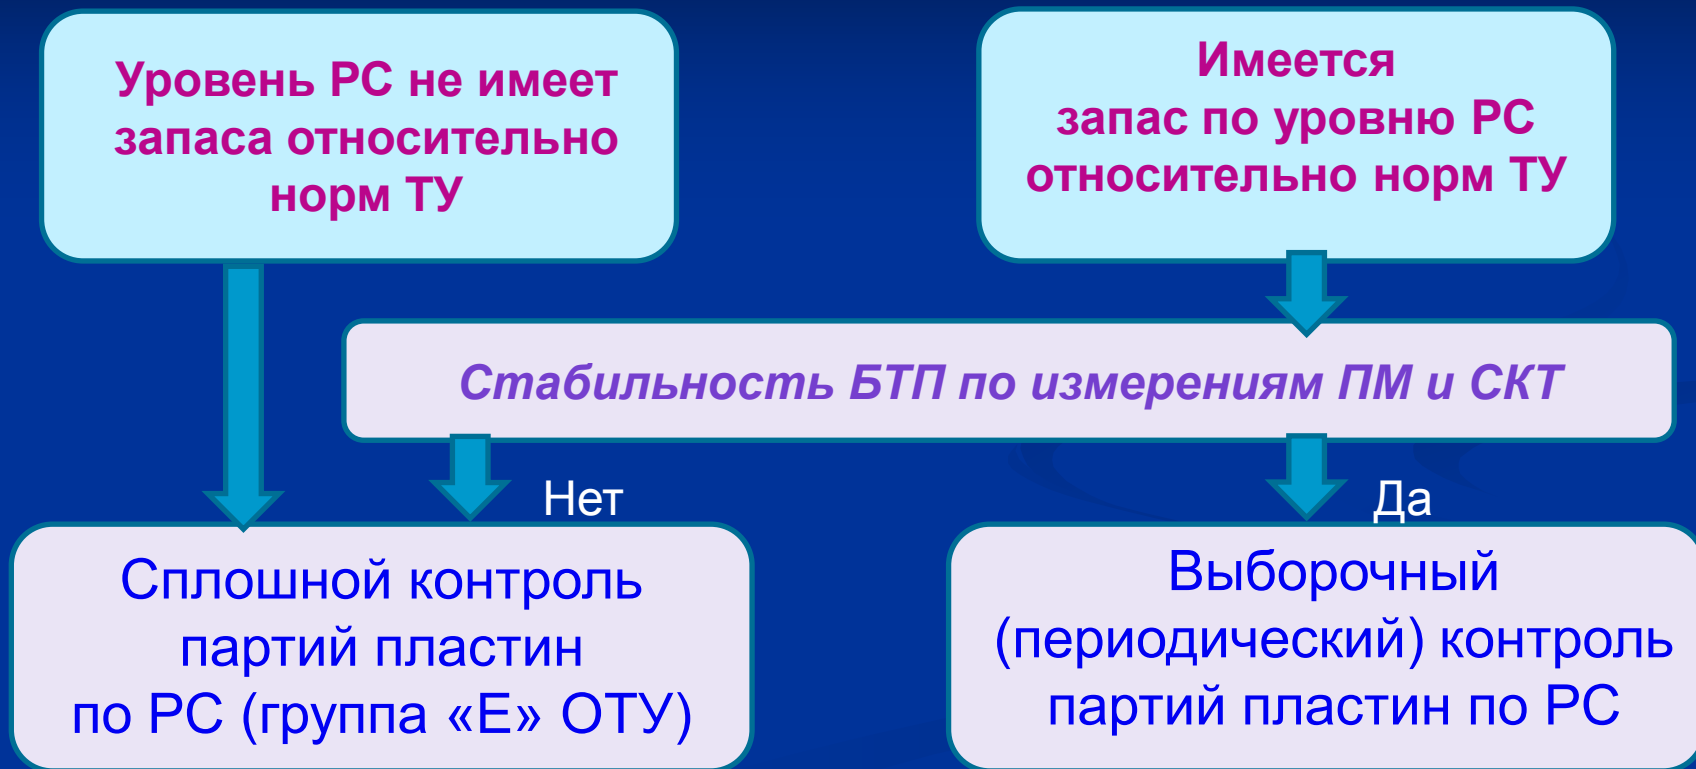 Уровень РС не имеет
запаса относительно
норм ТУ
Имеется
запас по уровню РС
относительно норм ТУ
Стабильность БТП по измерениям ПМ и СКТ
Нет
Да
Сплошной контроль
партий пластин
по РС (группа «Е» ОТУ)
Выборочный
(периодический) контроль
партий пластин по РС